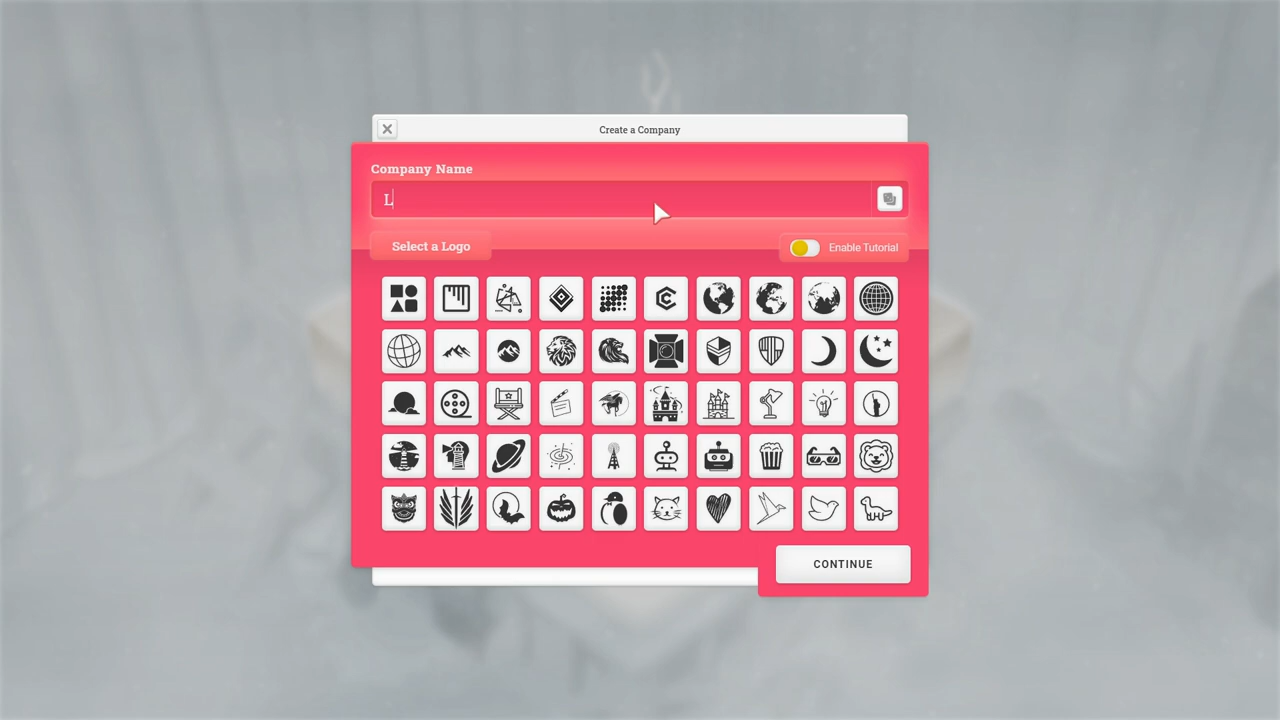 Create a Company
Company Name
L
Select a Logo
Enable Tutorial
CONTINUE